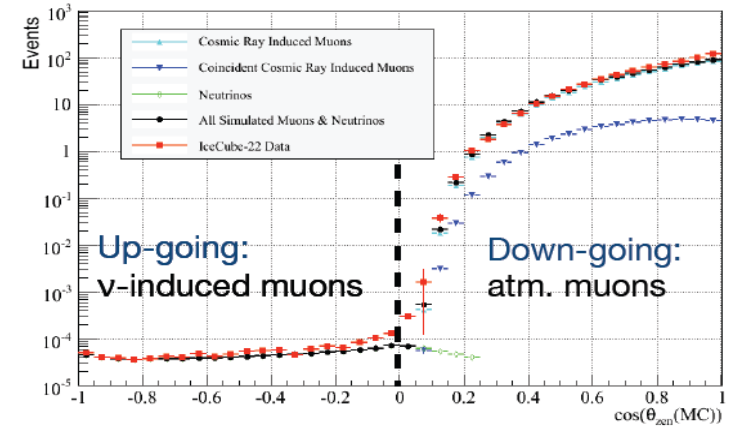 Events
10³
10²
10
1
10⁻¹
10⁻²
10⁻³
10⁻⁴
10⁻⁵
Cosmic Ray Induced Muons
Coincident Cosmic Ray Induced Muons
Neutrinos
All Simulated Muons & Neutrinos
IceCube-22 Data
Up-going:
ν-induced muons
Down-going:
atm. muons
-1 -0.8 -0.6 -0.4 -0.2 0 0.2 0.4 0.6 0.8 1
cos(θzen(MC))